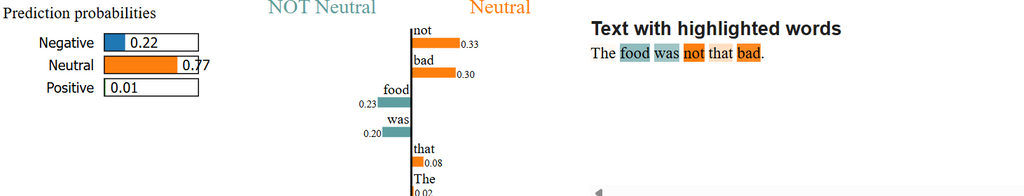 Prediction probabilities
Negative 0.22
Neutral 0.77
Positive 0.01
NOT Neutral Neutral
not
0.33
bad
0.30
food
0.23
was
0.20
that
0.08
The
0.02
Text with highlighted words
The food was not that bad.